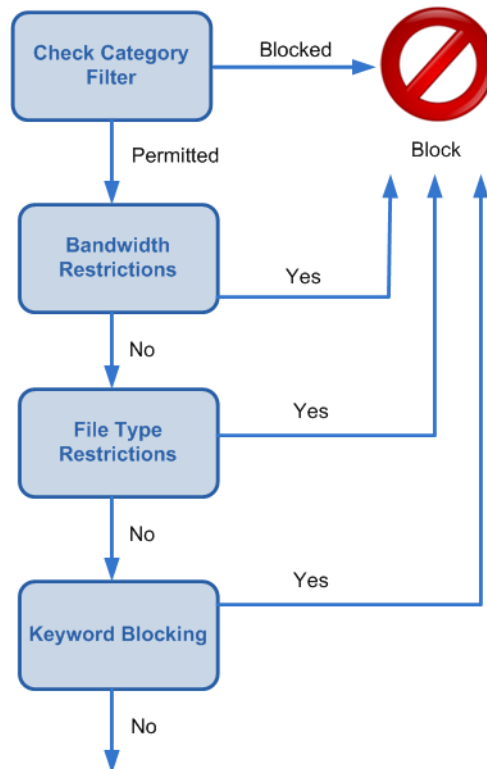 Check Category
Filter
Blocked
Block
Permitted
Bandwidth
Restrictions
Yes
No
File Type
Restrictions
Yes
No
Keyword Blocking
Yes
No